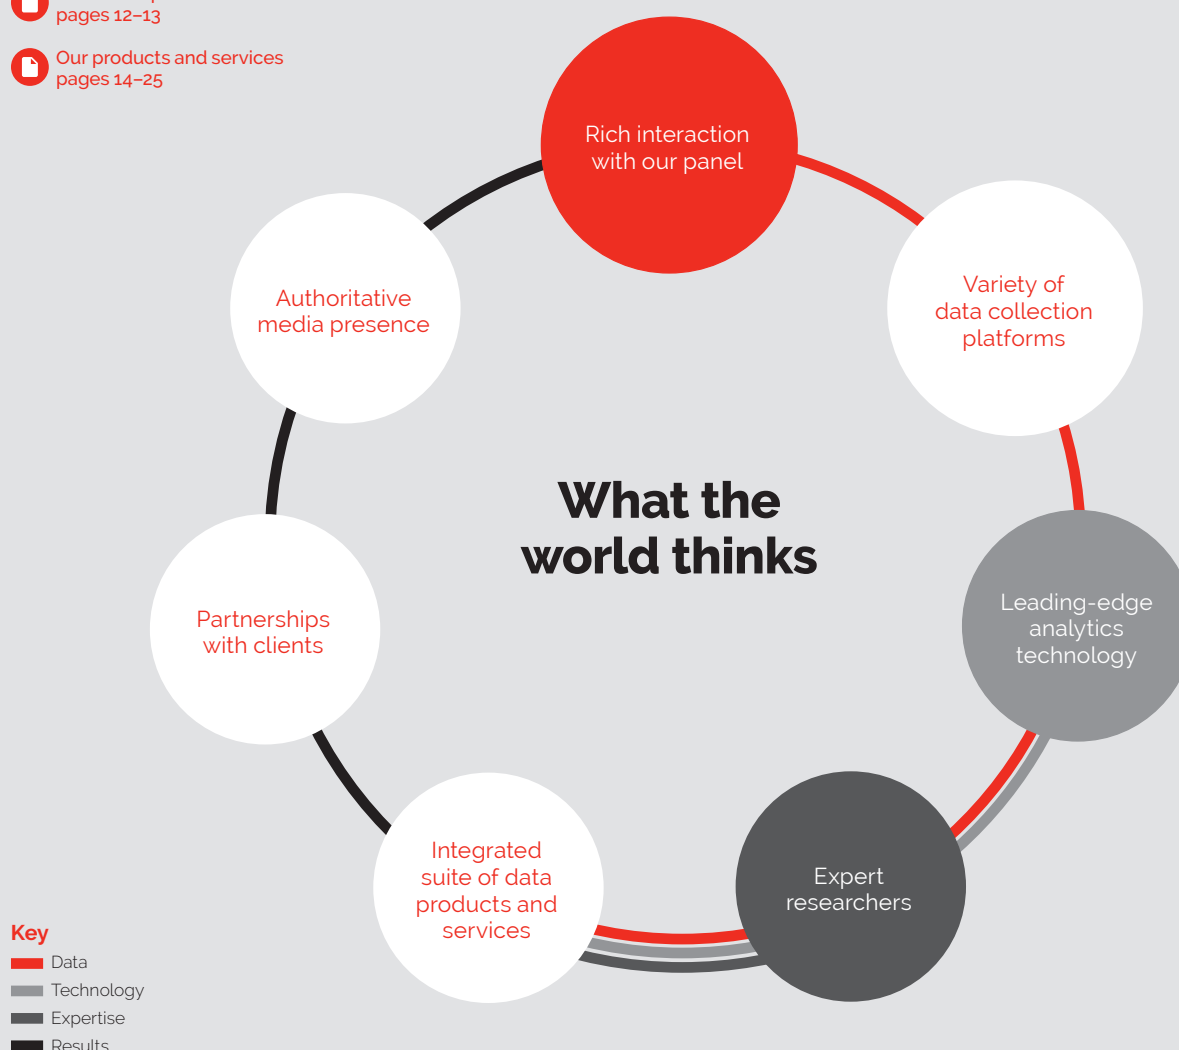 pages 12–13
Our products and services
pages 14–25
Rich interaction
with our panel
Variety of
data collection
platforms
Authoritative
media presence
What the
world thinks
Leading-edge
analytics
technology
Partnerships
with clients
Expert
researchers
Integrated
suite of data
products and
services
Key
Data
Technology
Expertise
Results